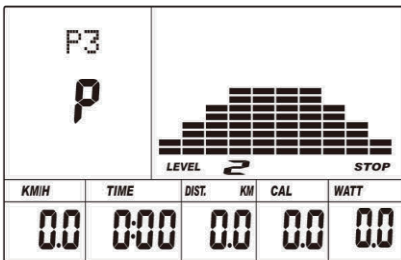 P3
P
LEVEL 2 STOP
KM/H TIME DIST. KM CAL WATT
0.0 0:00 0.0 0.0 0.0